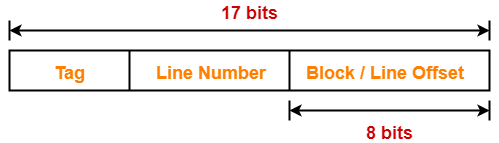 17 bits
Tag
Line Number
Block / Line Offset
8 bits